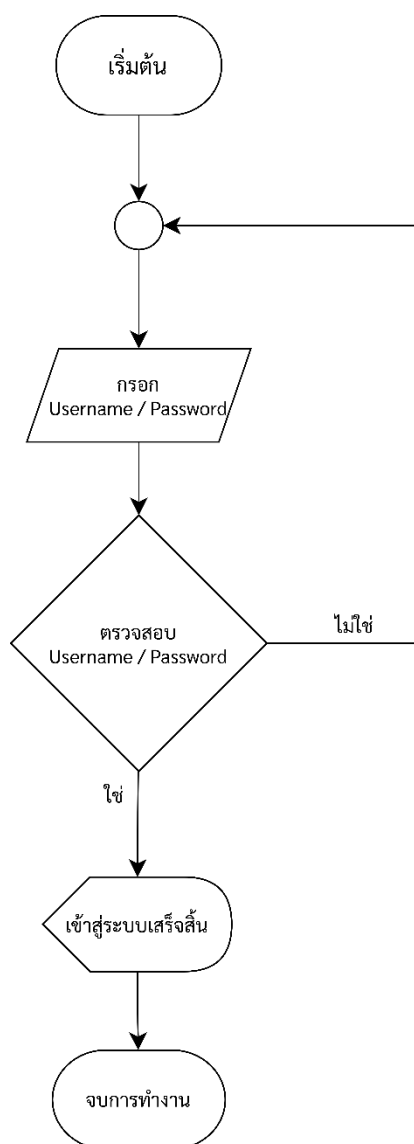 เริ่มต้น
กรอก
Username / Password
ตรวจสอบ
Username / Password
ไม่ใช่
ใช่
เข้าสู่ระบบเสร็จสิ้น
จบการทำงาน